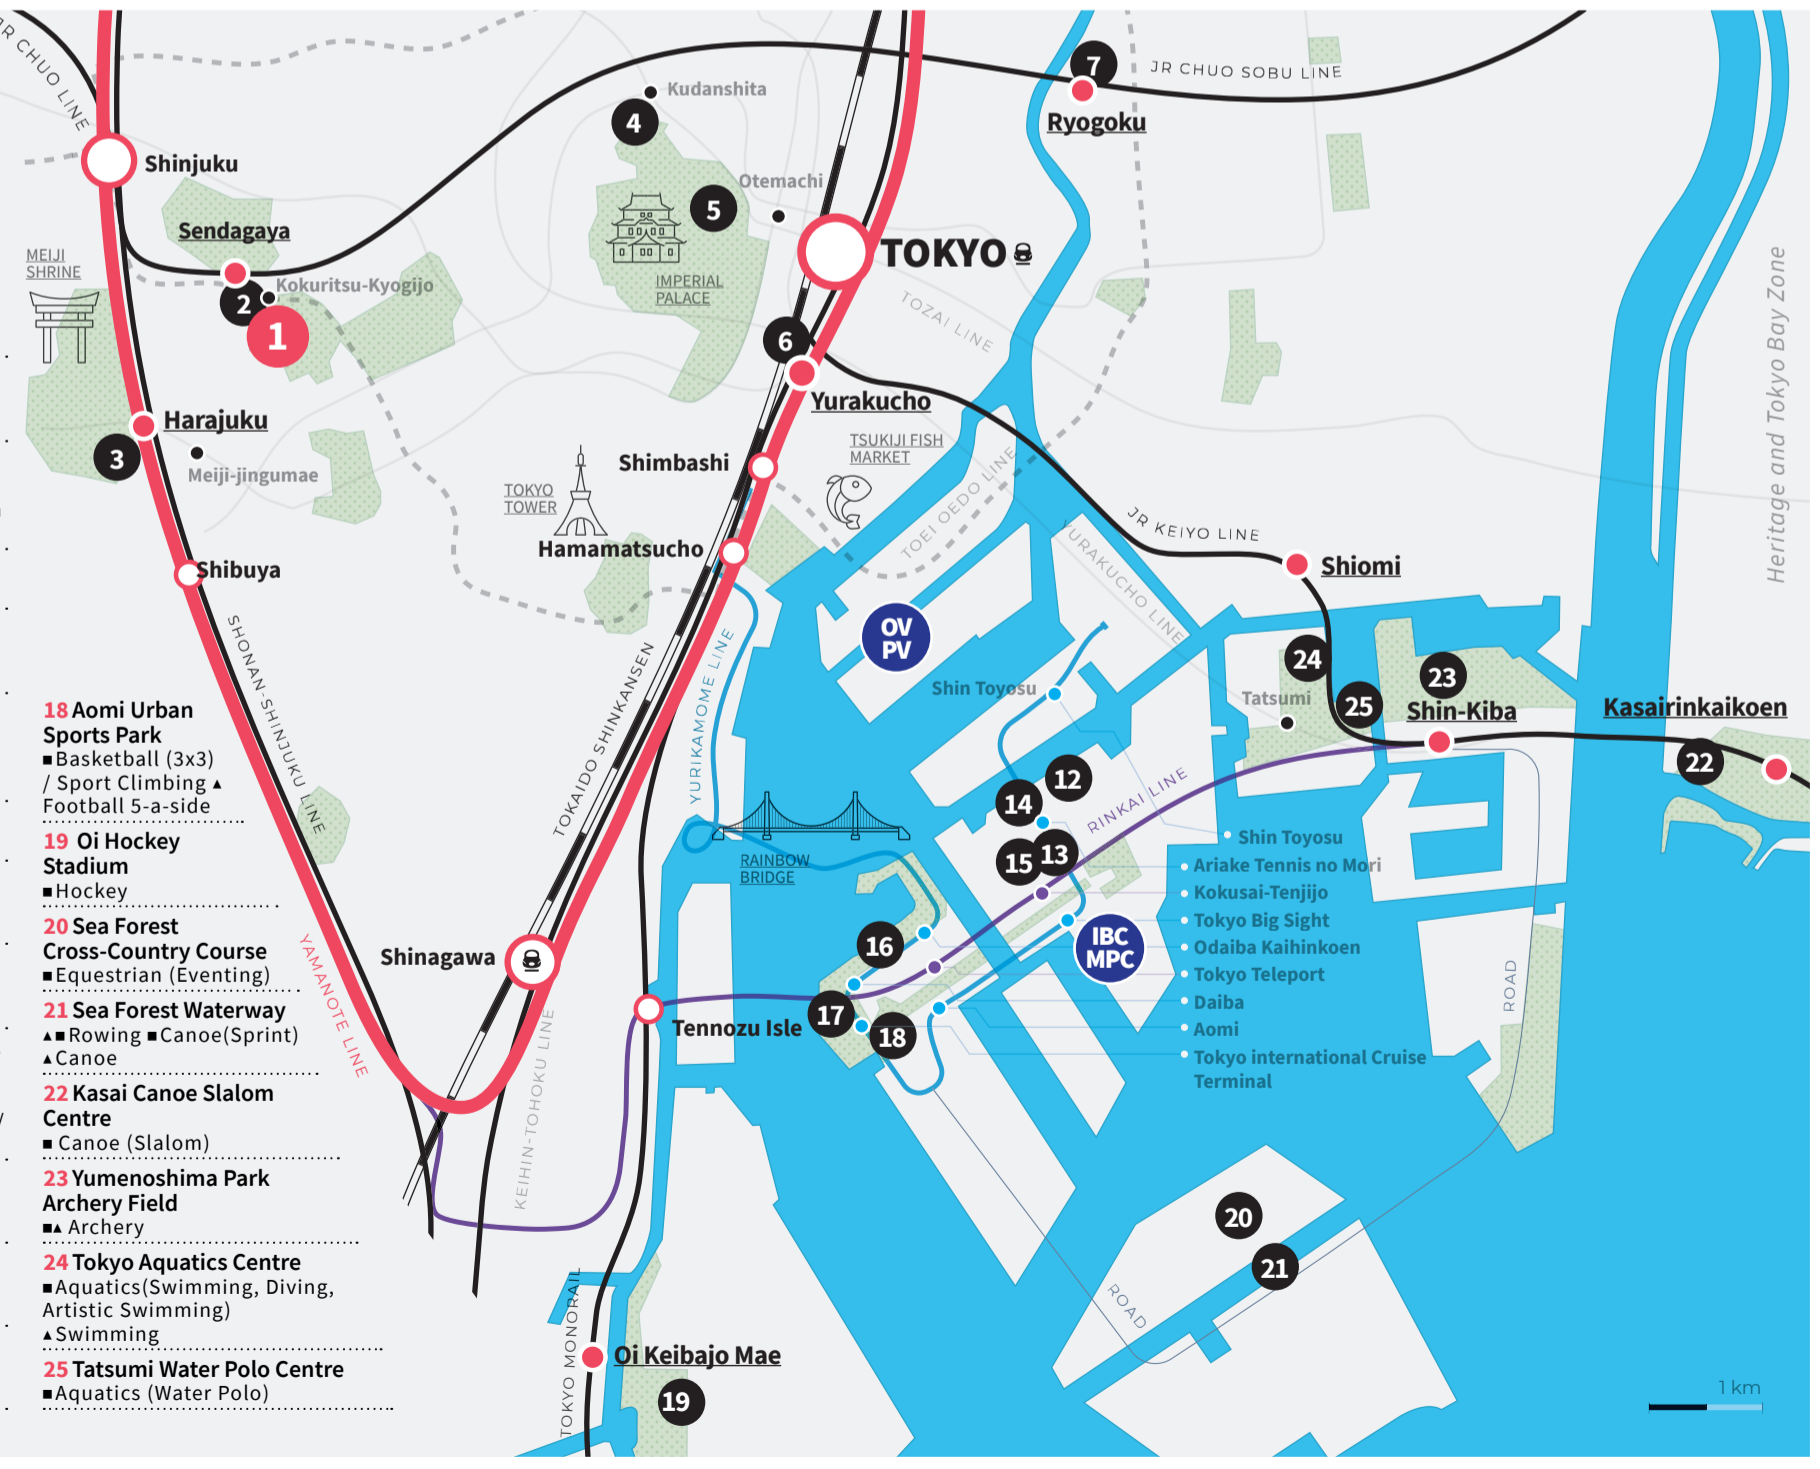 JR CHUO LINE
7
JR CHUO SOBU LINE
Kudanshita
4
Ryogoku
Shinjuku
Otemachi
5
Sendagaya
TOKYO
MEIJI
SHRINE
2
Kokuritsu-Kyogijo
1
IMPERIAL
PALACE
TOZAI LINE
Heritage and Tokyo Bay Zone
6
Yurakucho
Harajuku
3
Meiji-jingumae
Shimbashi
TSUKIJI FISH
MARKET
TOKYO
TOWER
TOEI OEDO LINE
YURAKUCHO LINE
JR KEIYO LINE
Hamamatsucho
Shiomi
Shibuya
SHONAN-SHINJUKU LINE
TOKAIDO SHINKANSEN
YURIKAMOME LINE
OV
PV
24
23
Shin Toyosu
Tatsumi
25
Shin-Kiba
Kasairinkaikoen
22
12
14
RINKAI LINE
15
13
RAINBOW
BRIDGE
Shin Toyosu
Ariake Tennis no Mori
Kokusai-Tenjijo
Tokyo Big Sight
Odaiba Kaihinkoen
Tokyo Teleport
Daiba
Aomi
Tokyo international Cruise
Terminal
16
IBC
MPC
Shinagawa
YAMANOTE LINE
17
18
Tennozu Isle
KEIHIN-TOHOKU LINE
ROAD
20
21
ROAD
TOKYO MONORAIL
Oi Keibajo Mae
19
1 km
18 Aomi Urban
Sports Park
■Basketball (3x3)
/ Sport Climbing ▲
Football 5-a-side
19 Oi Hockey
Stadium
■Hockey
20 Sea Forest
Cross-Country Course
■Equestrian (Eventing)
21 Sea Forest Waterway
▲■Rowing ■Canoe(Sprint)
▲Canoe
22 Kasai Canoe Slalom
Centre
■ Canoe (Slalom)
23 Yumenoshima Park
Archery Field
■▲ Archery
24 Tokyo Aquatics Centre
■Aquatics(Swimming, Diving,
Artistic Swimming)
▲Swimming
25 Tatsumi Water Polo Centre
■Aquatics (Water Polo)